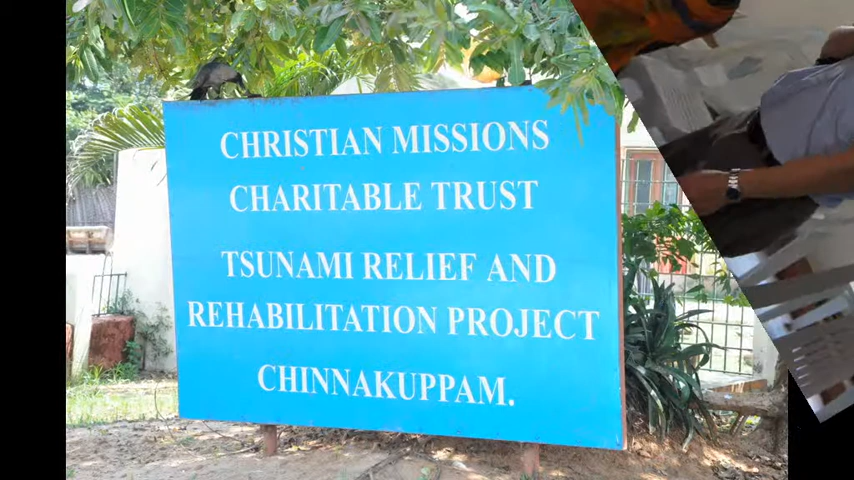 CHRISTIAN MISSIONS
CHARITABLE TRUST
TSUNAMI RELIEF AND
REHABILITATION PROJECT
CHINNAKUPPAM.